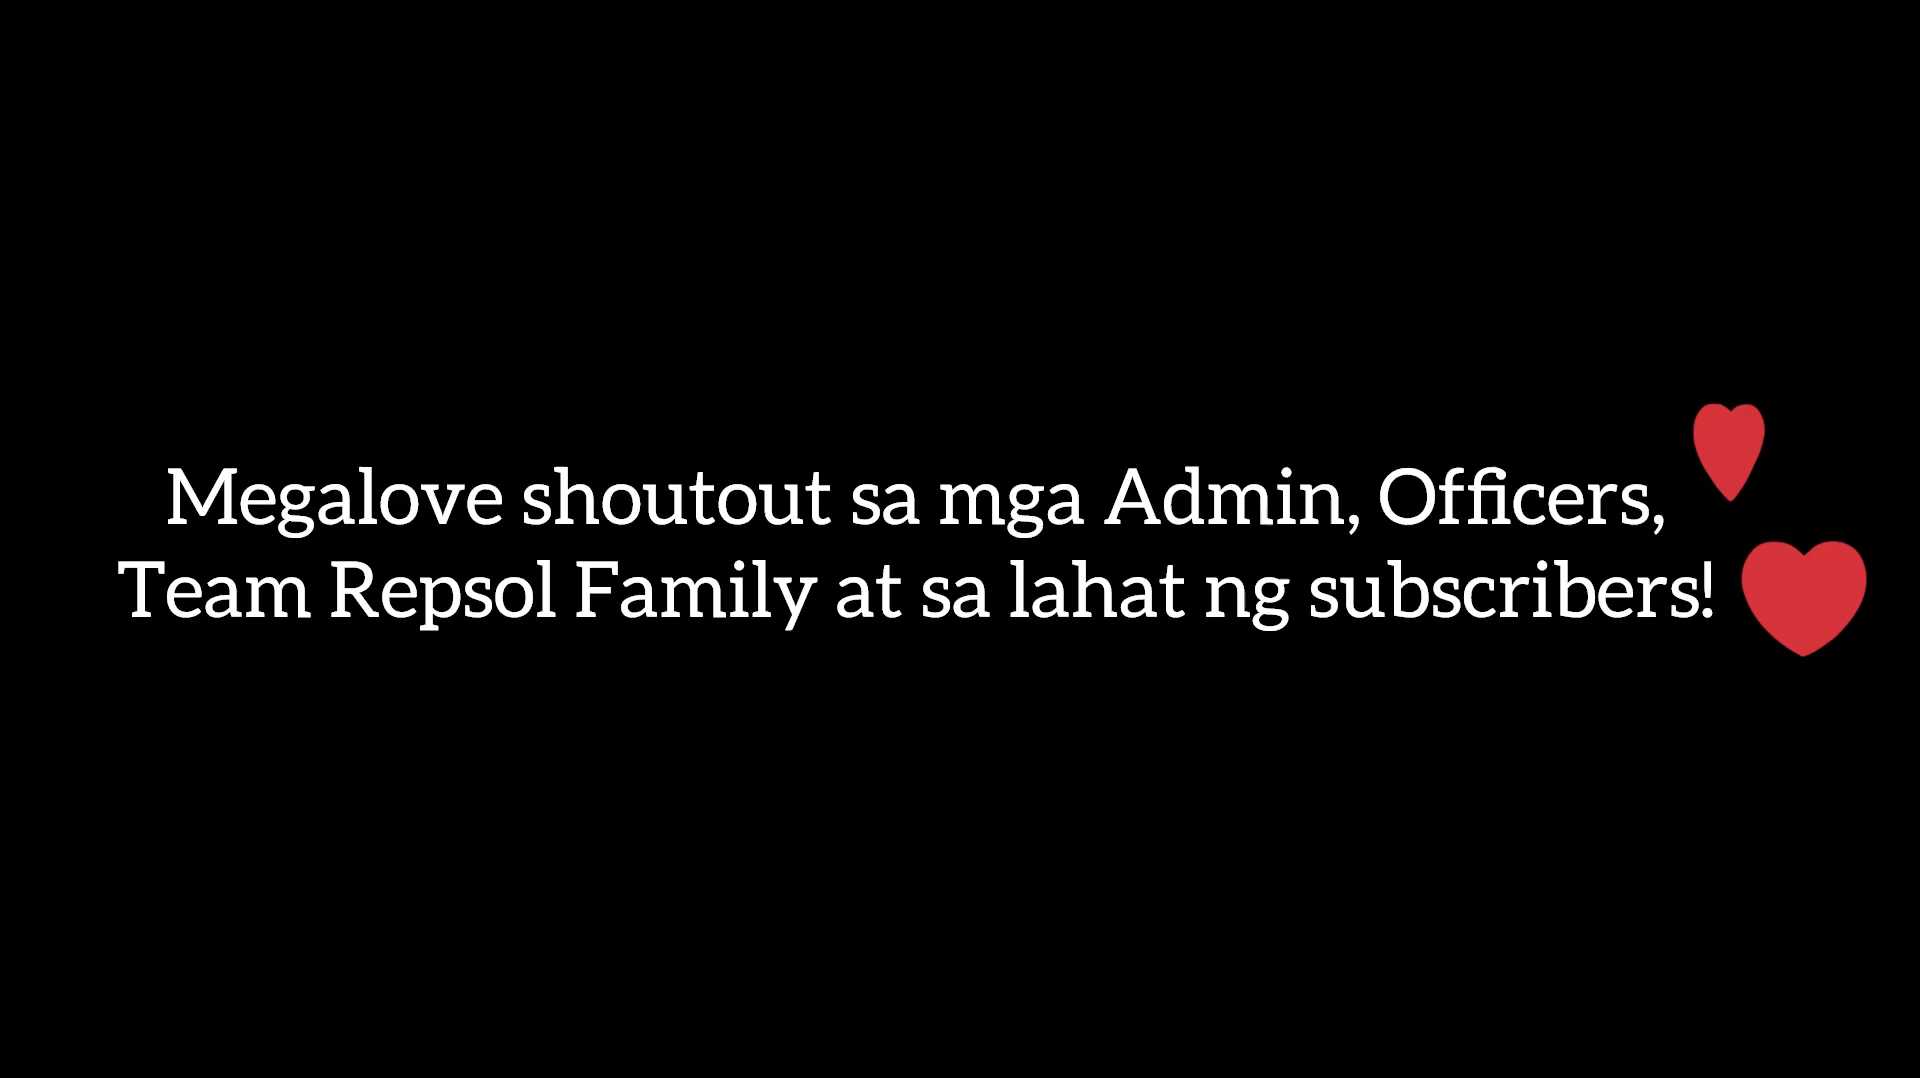 Megalove shoutout sa mga Admin, Officers,
Team Repsol Family at sa lahat ng subscribers!